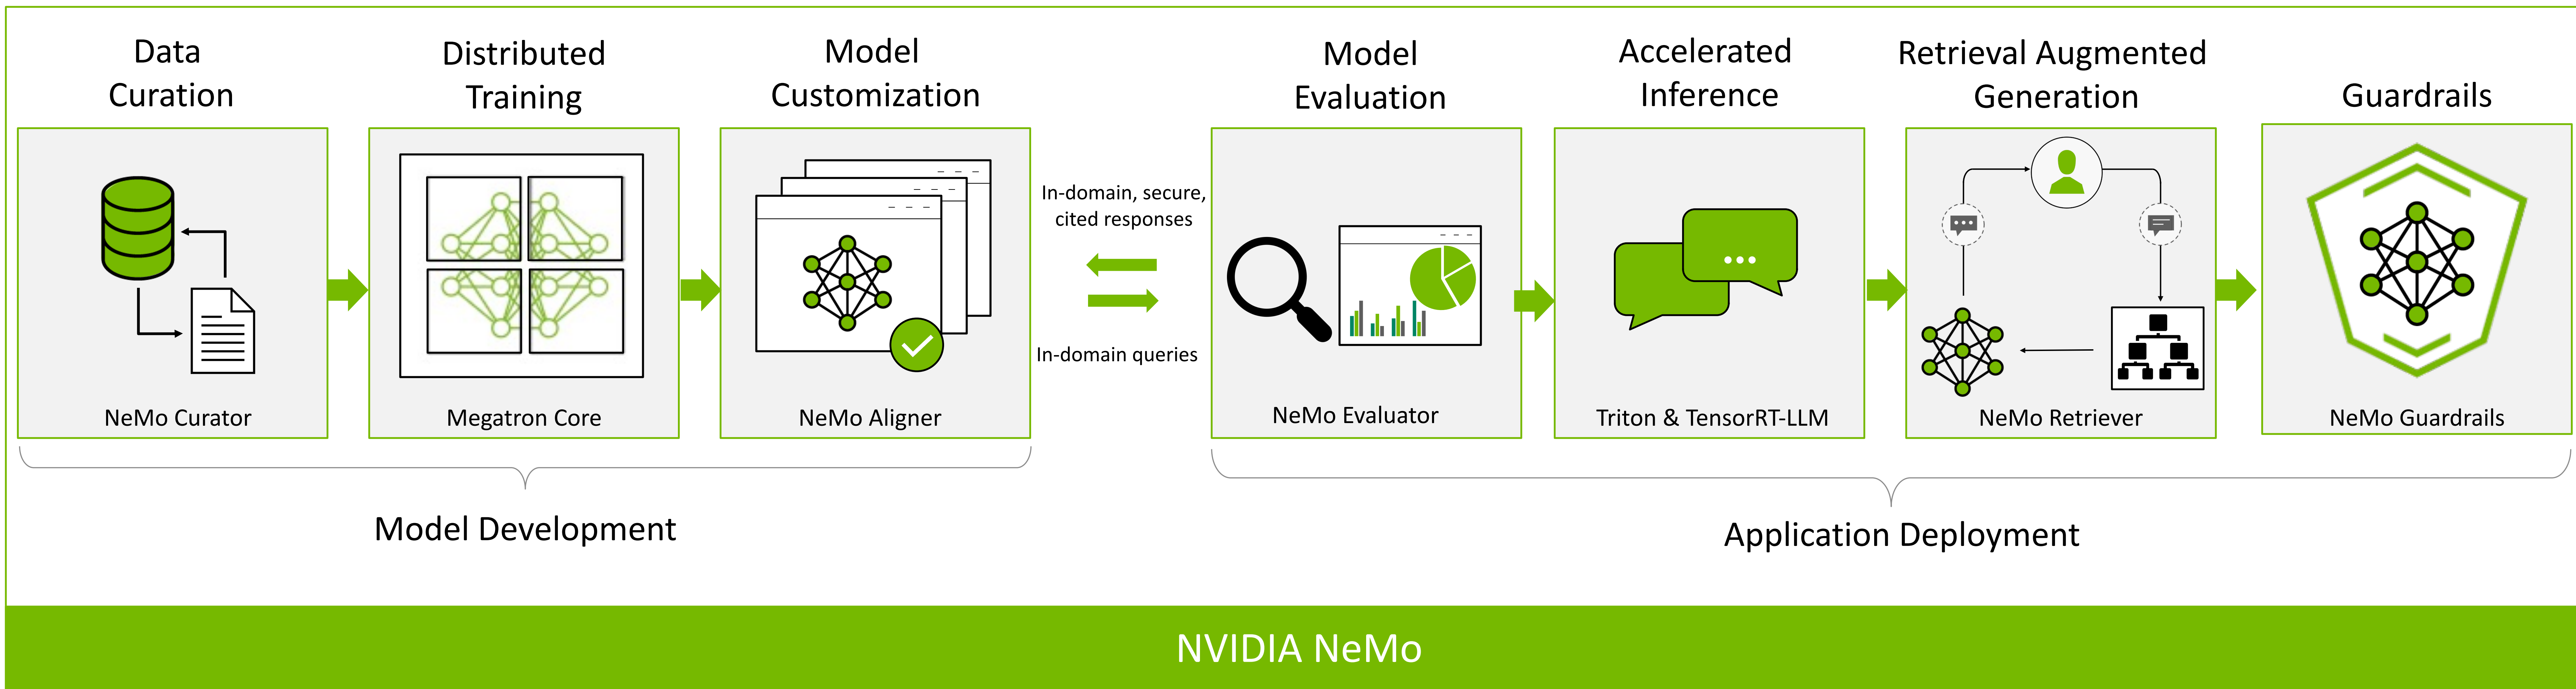 Data
Curation
Distributed
Training
Model
Customization
Model
Evaluation
Accelerated
Inference
Retrieval Augmented
Generation
Guardrails
In-domain, secure,
cited responses
In-domain queries
NeMo Curator
Megatron Core
NeMo Aligner
NeMo Evaluator
Triton & TensorRT-LLM
NeMo Retriever
NeMo Guardrails
Model Development
Application Deployment
NVIDIA NeMo